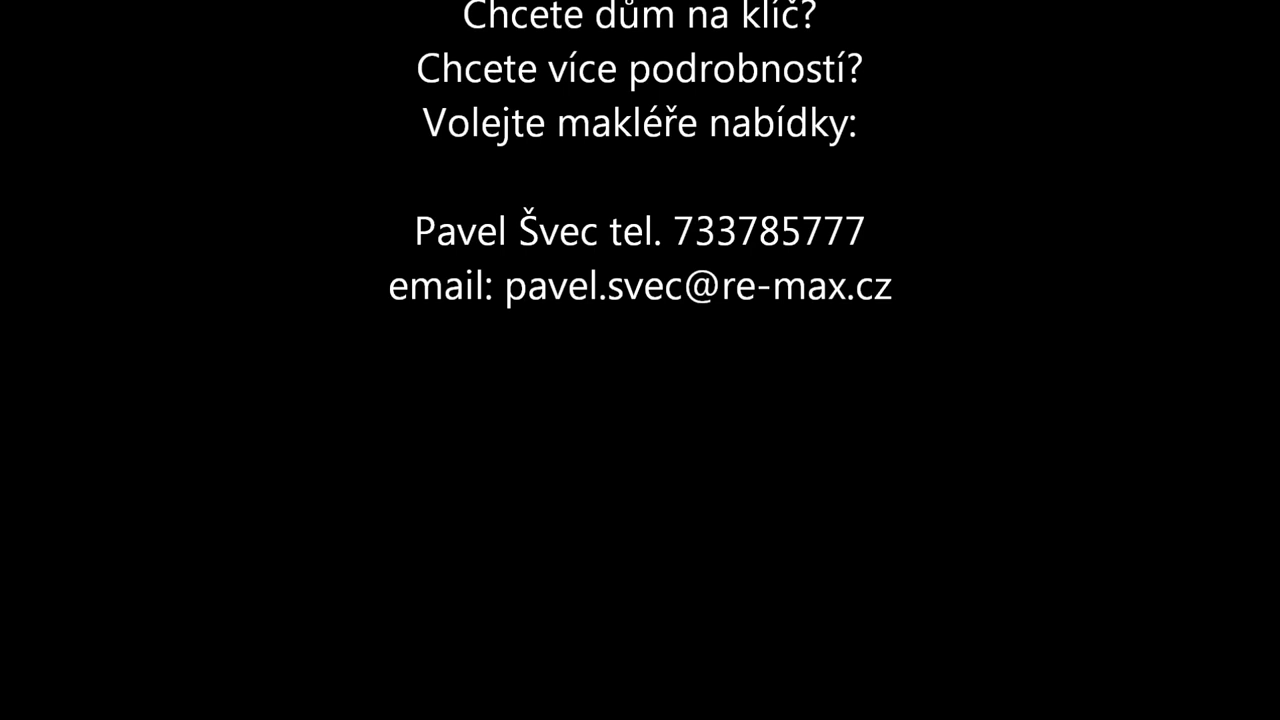 Chcete dům na klíč?
Chcete více podrobností?
Volejte makléře nabídky:
Pavel Švec tel. 733785777
email: pavel.svec@re-max.cz